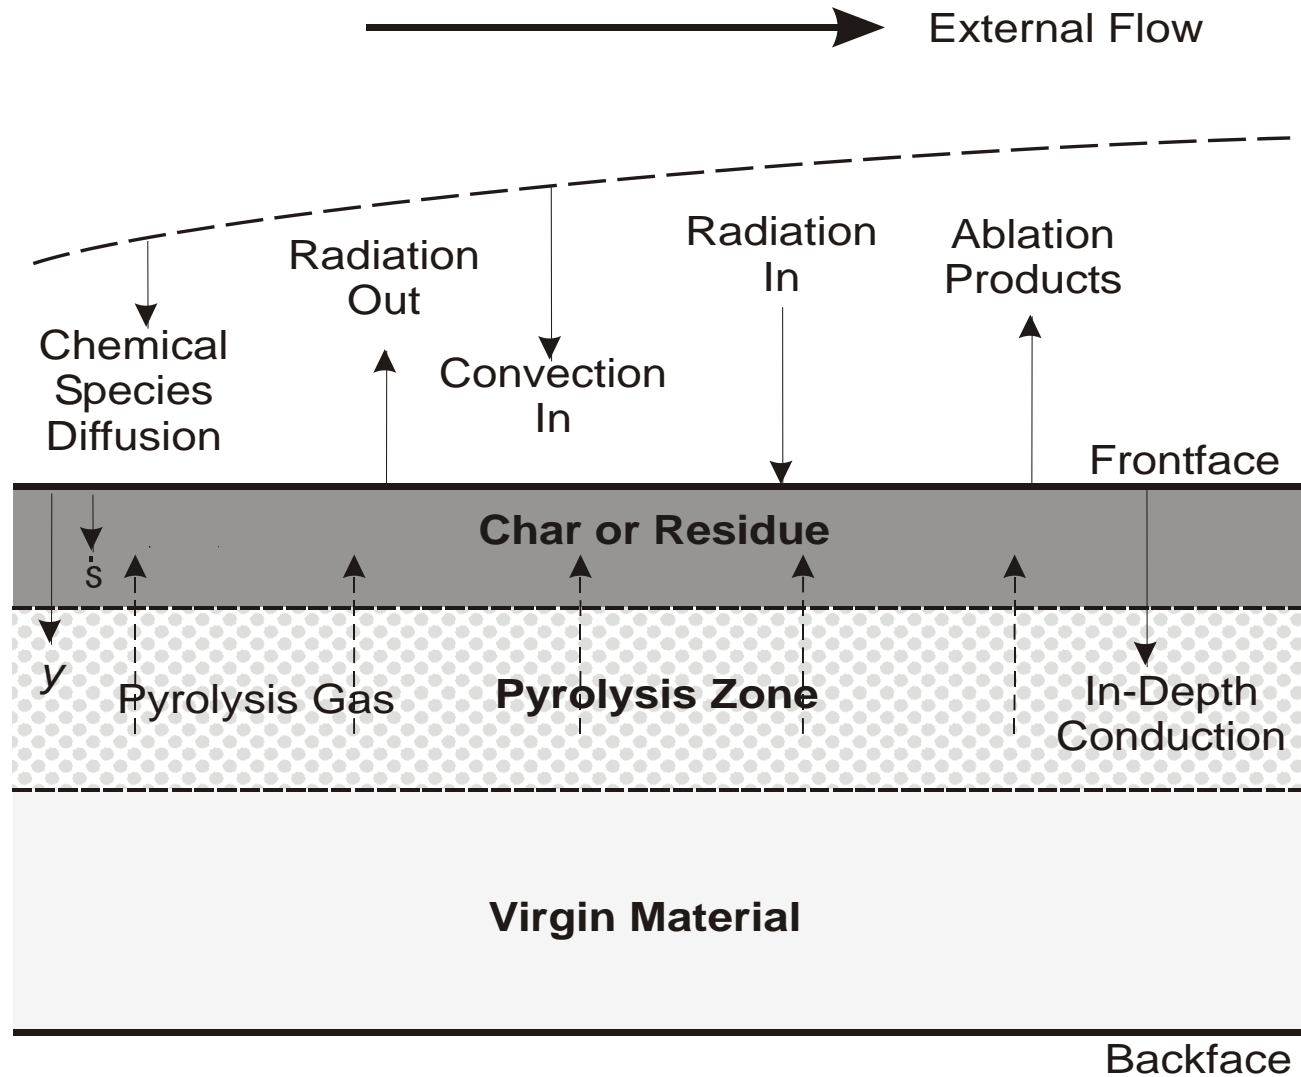 External Flow
Radiation
In
Ablation
Products
Radiation
Out
Chemical
Species
Diffusion
Convection
In
Frontface
Char or Residue
ṡ
y
Pyrolysis Gas
Pyrolysis Zone
In-Depth
Conduction
Virgin Material
Backface